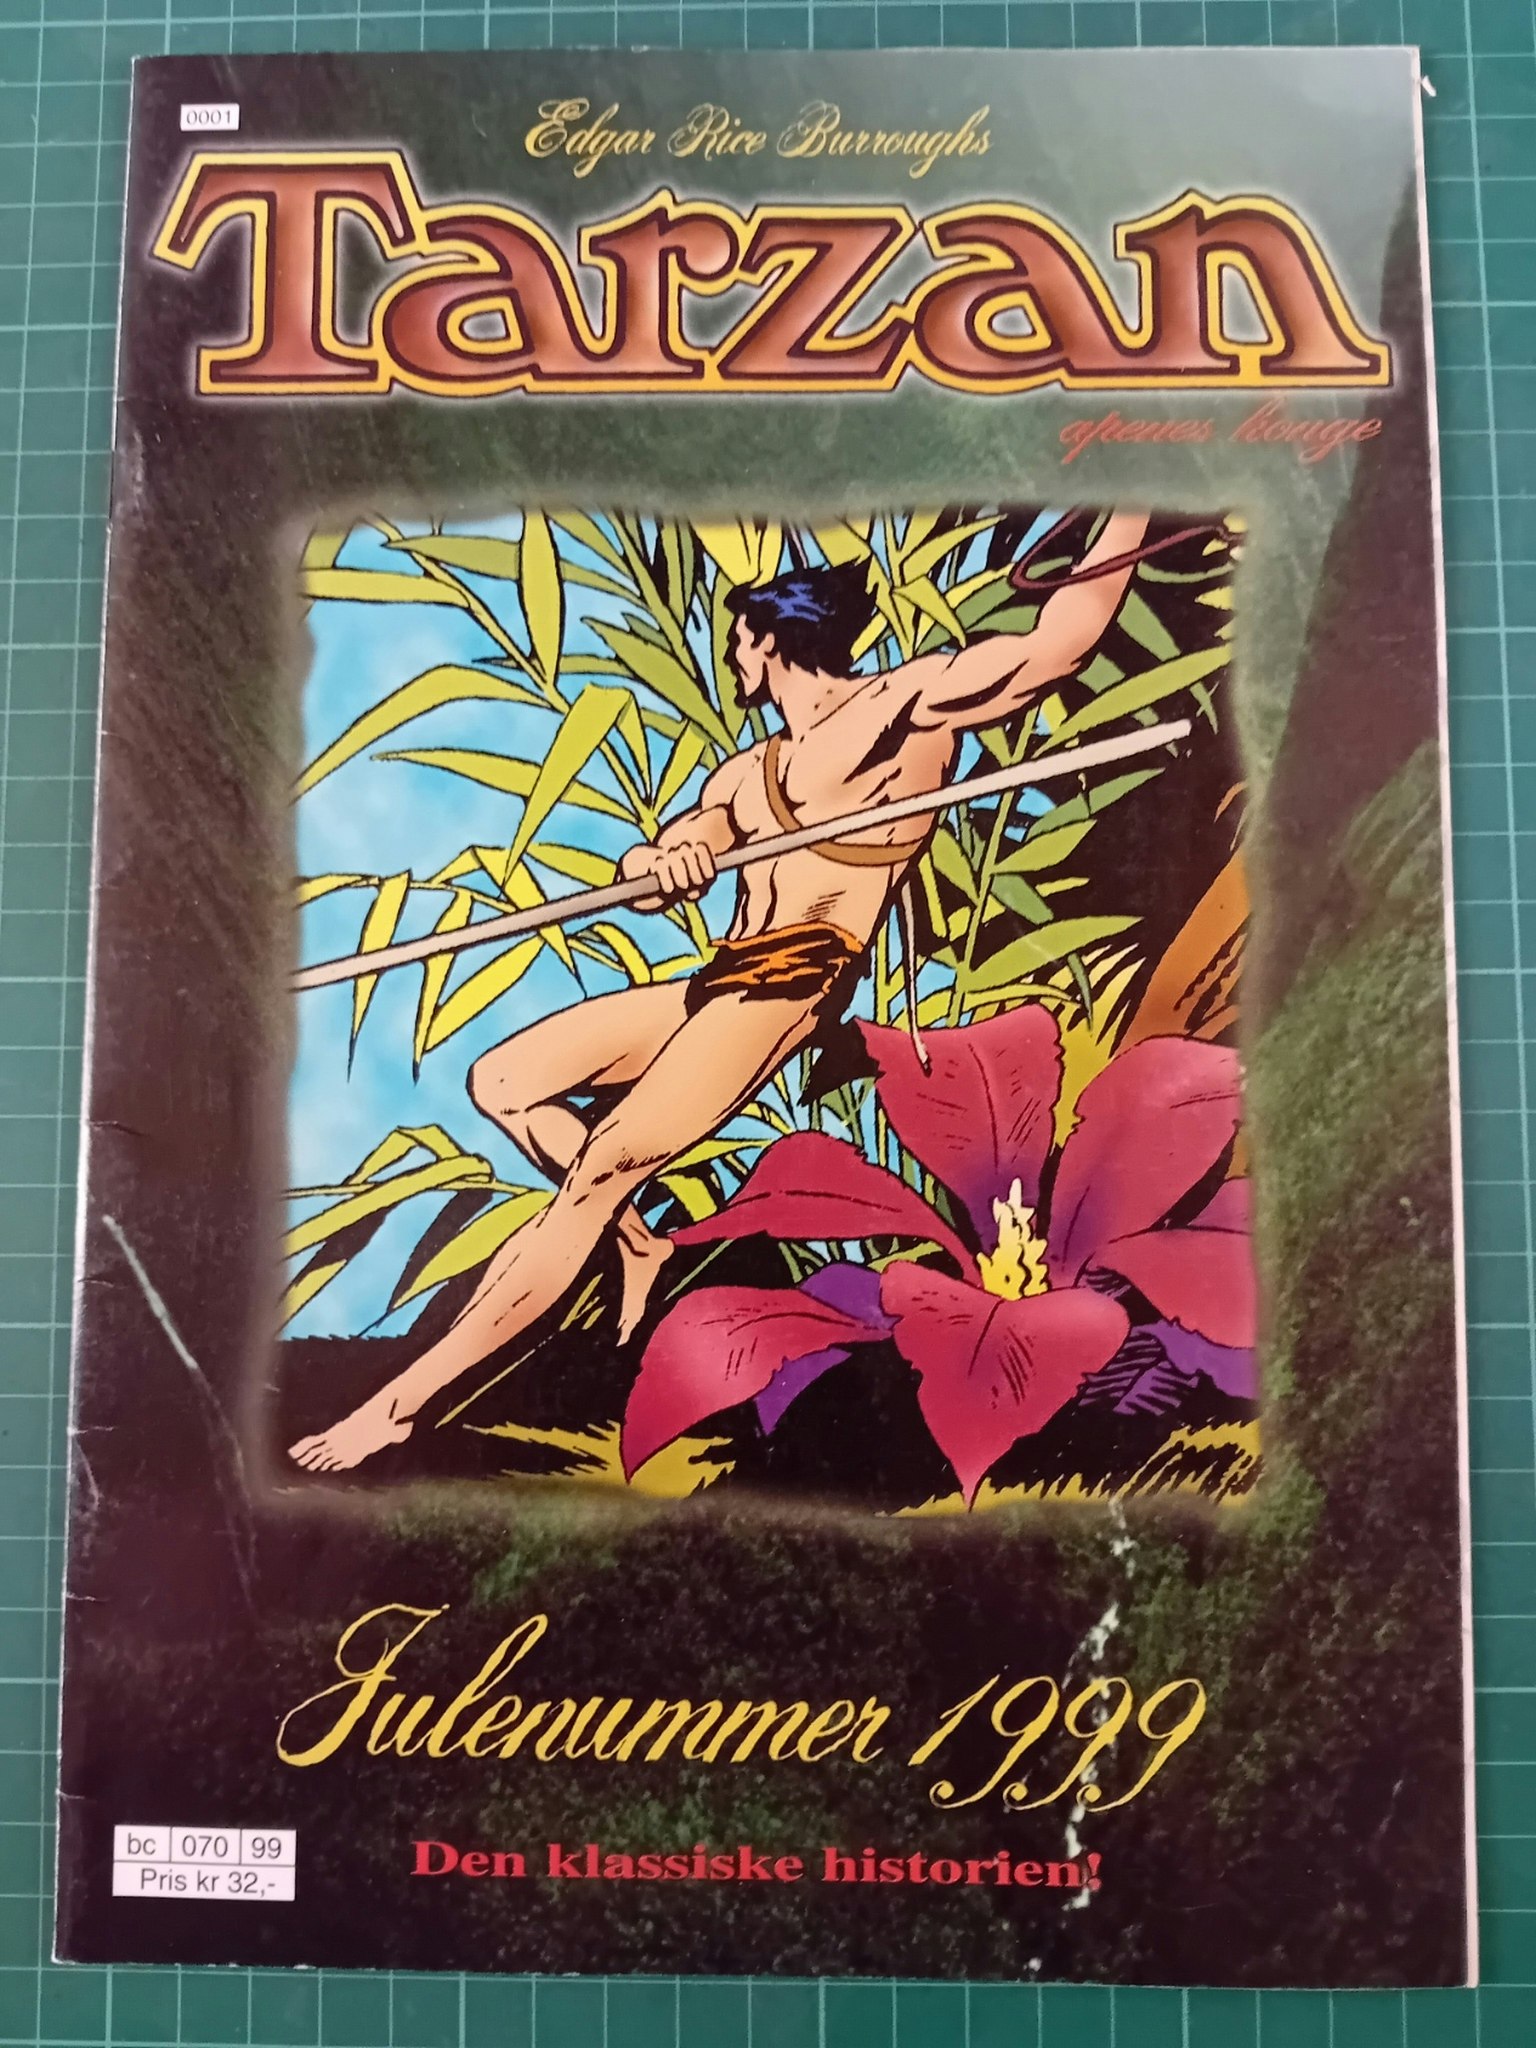 0001
Edgar Rice Burroughs
Tarzan
apenes konge
Julenummer 1999
bc 070 99
Pris kr 32,-
Den klassiske historien!